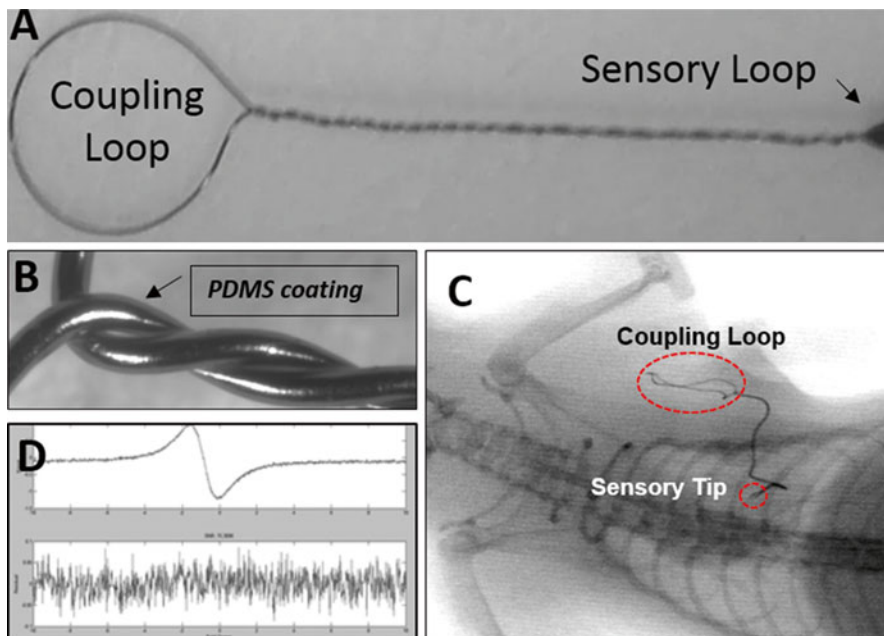 A
Coupling
Loop
Sensory Loop
B
PDMS coating
C
Coupling Loop
Sensory Tip
D